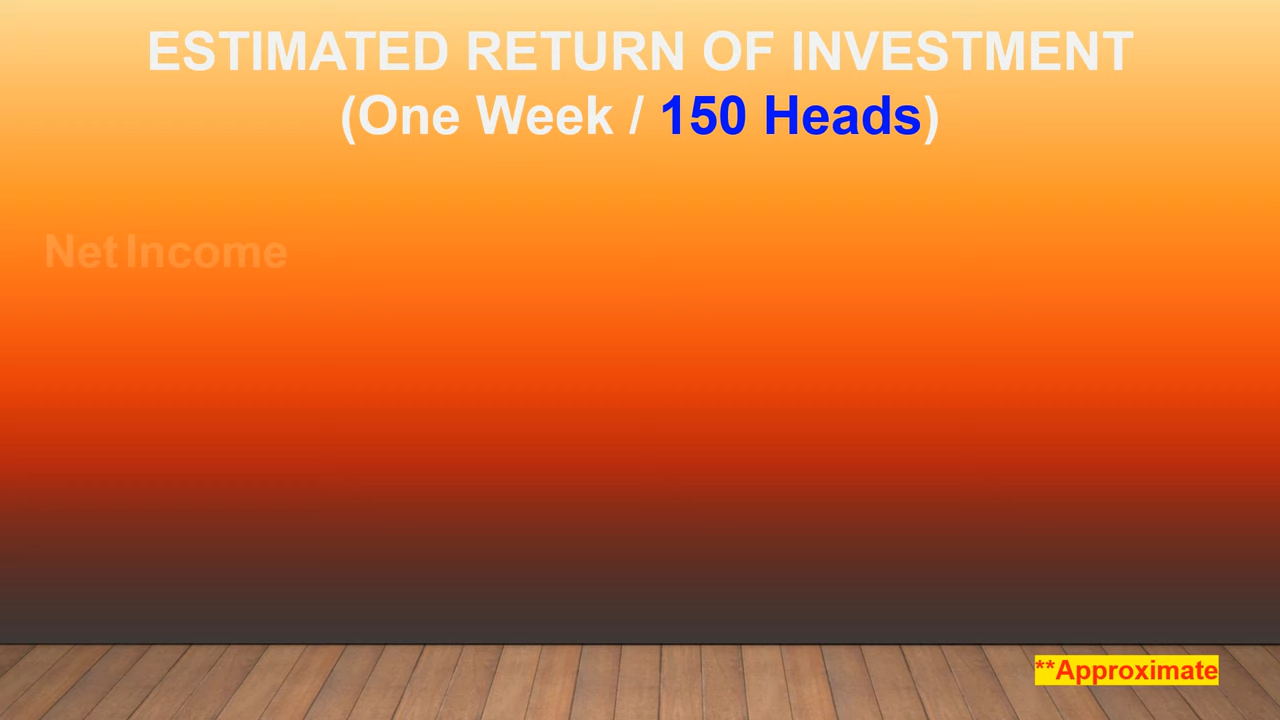 ESTIMATED RETURN OF INVESTMENT
(One Week / 150 Heads)
Net Income
**Approximate